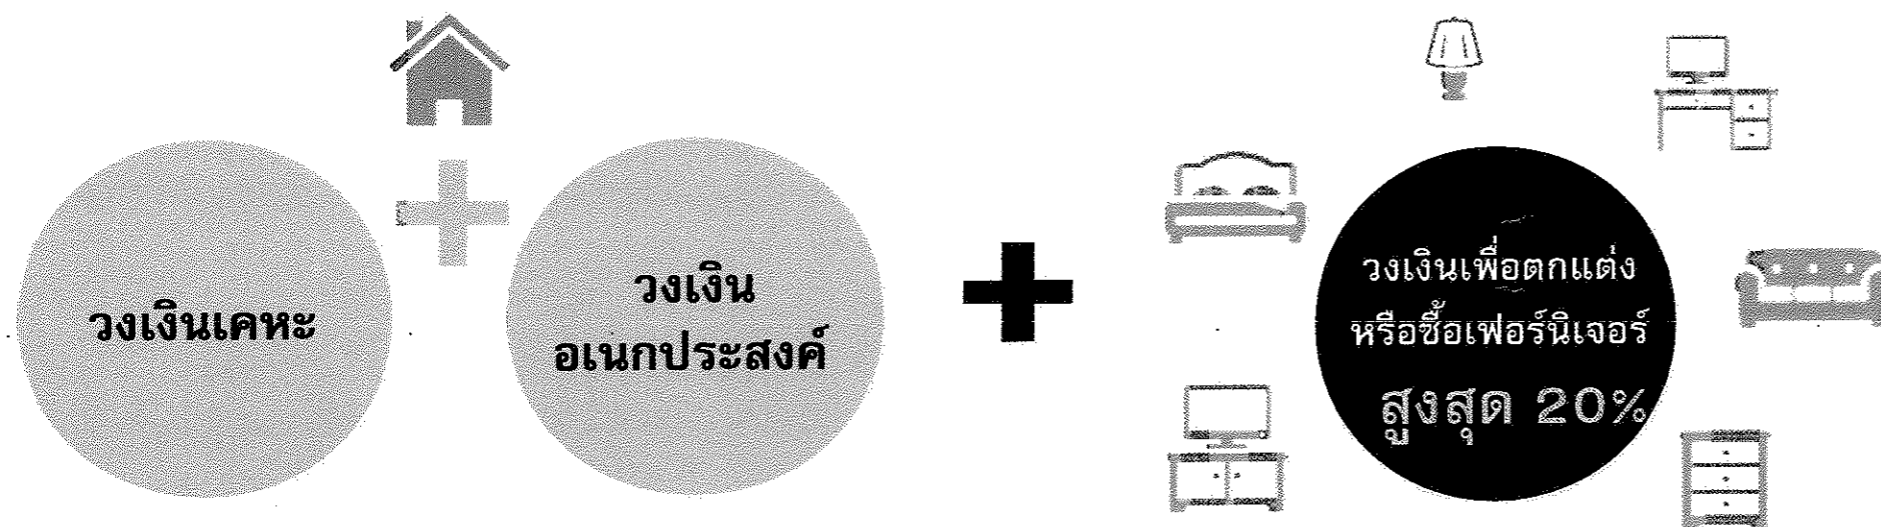 วงเงินเคหะ
วงเงิน
อเนกประสงค์
วงเงินเพื่อตกแต่ง
หรือซื้อเฟอร์นิเจอร์
สูงสุด 20%